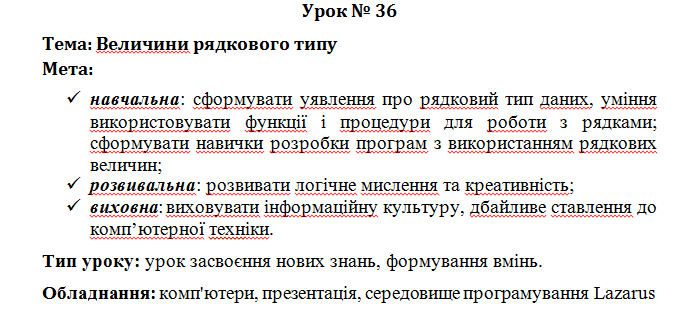 Урок № 36
Тема: Величини рядкового типу
Мета:
✓ навчальна: сформувати уявлення про рядковий тип даних, уміння
використовувати функції і процедури для роботи з рядками;
сформувати навички розробки програм з використанням рядкових
величин;
✓ розвивальна: розвивати логічне мислення та креативність;
✓ виховна: виховувати інформаційну культуру, дбайливе ставлення до
комп’ютерної техніки.
Тип уроку: урок засвоєння нових знань, формування вмінь.
Обладнання: комп'ютери, презентація, середовище програмування Lazarus